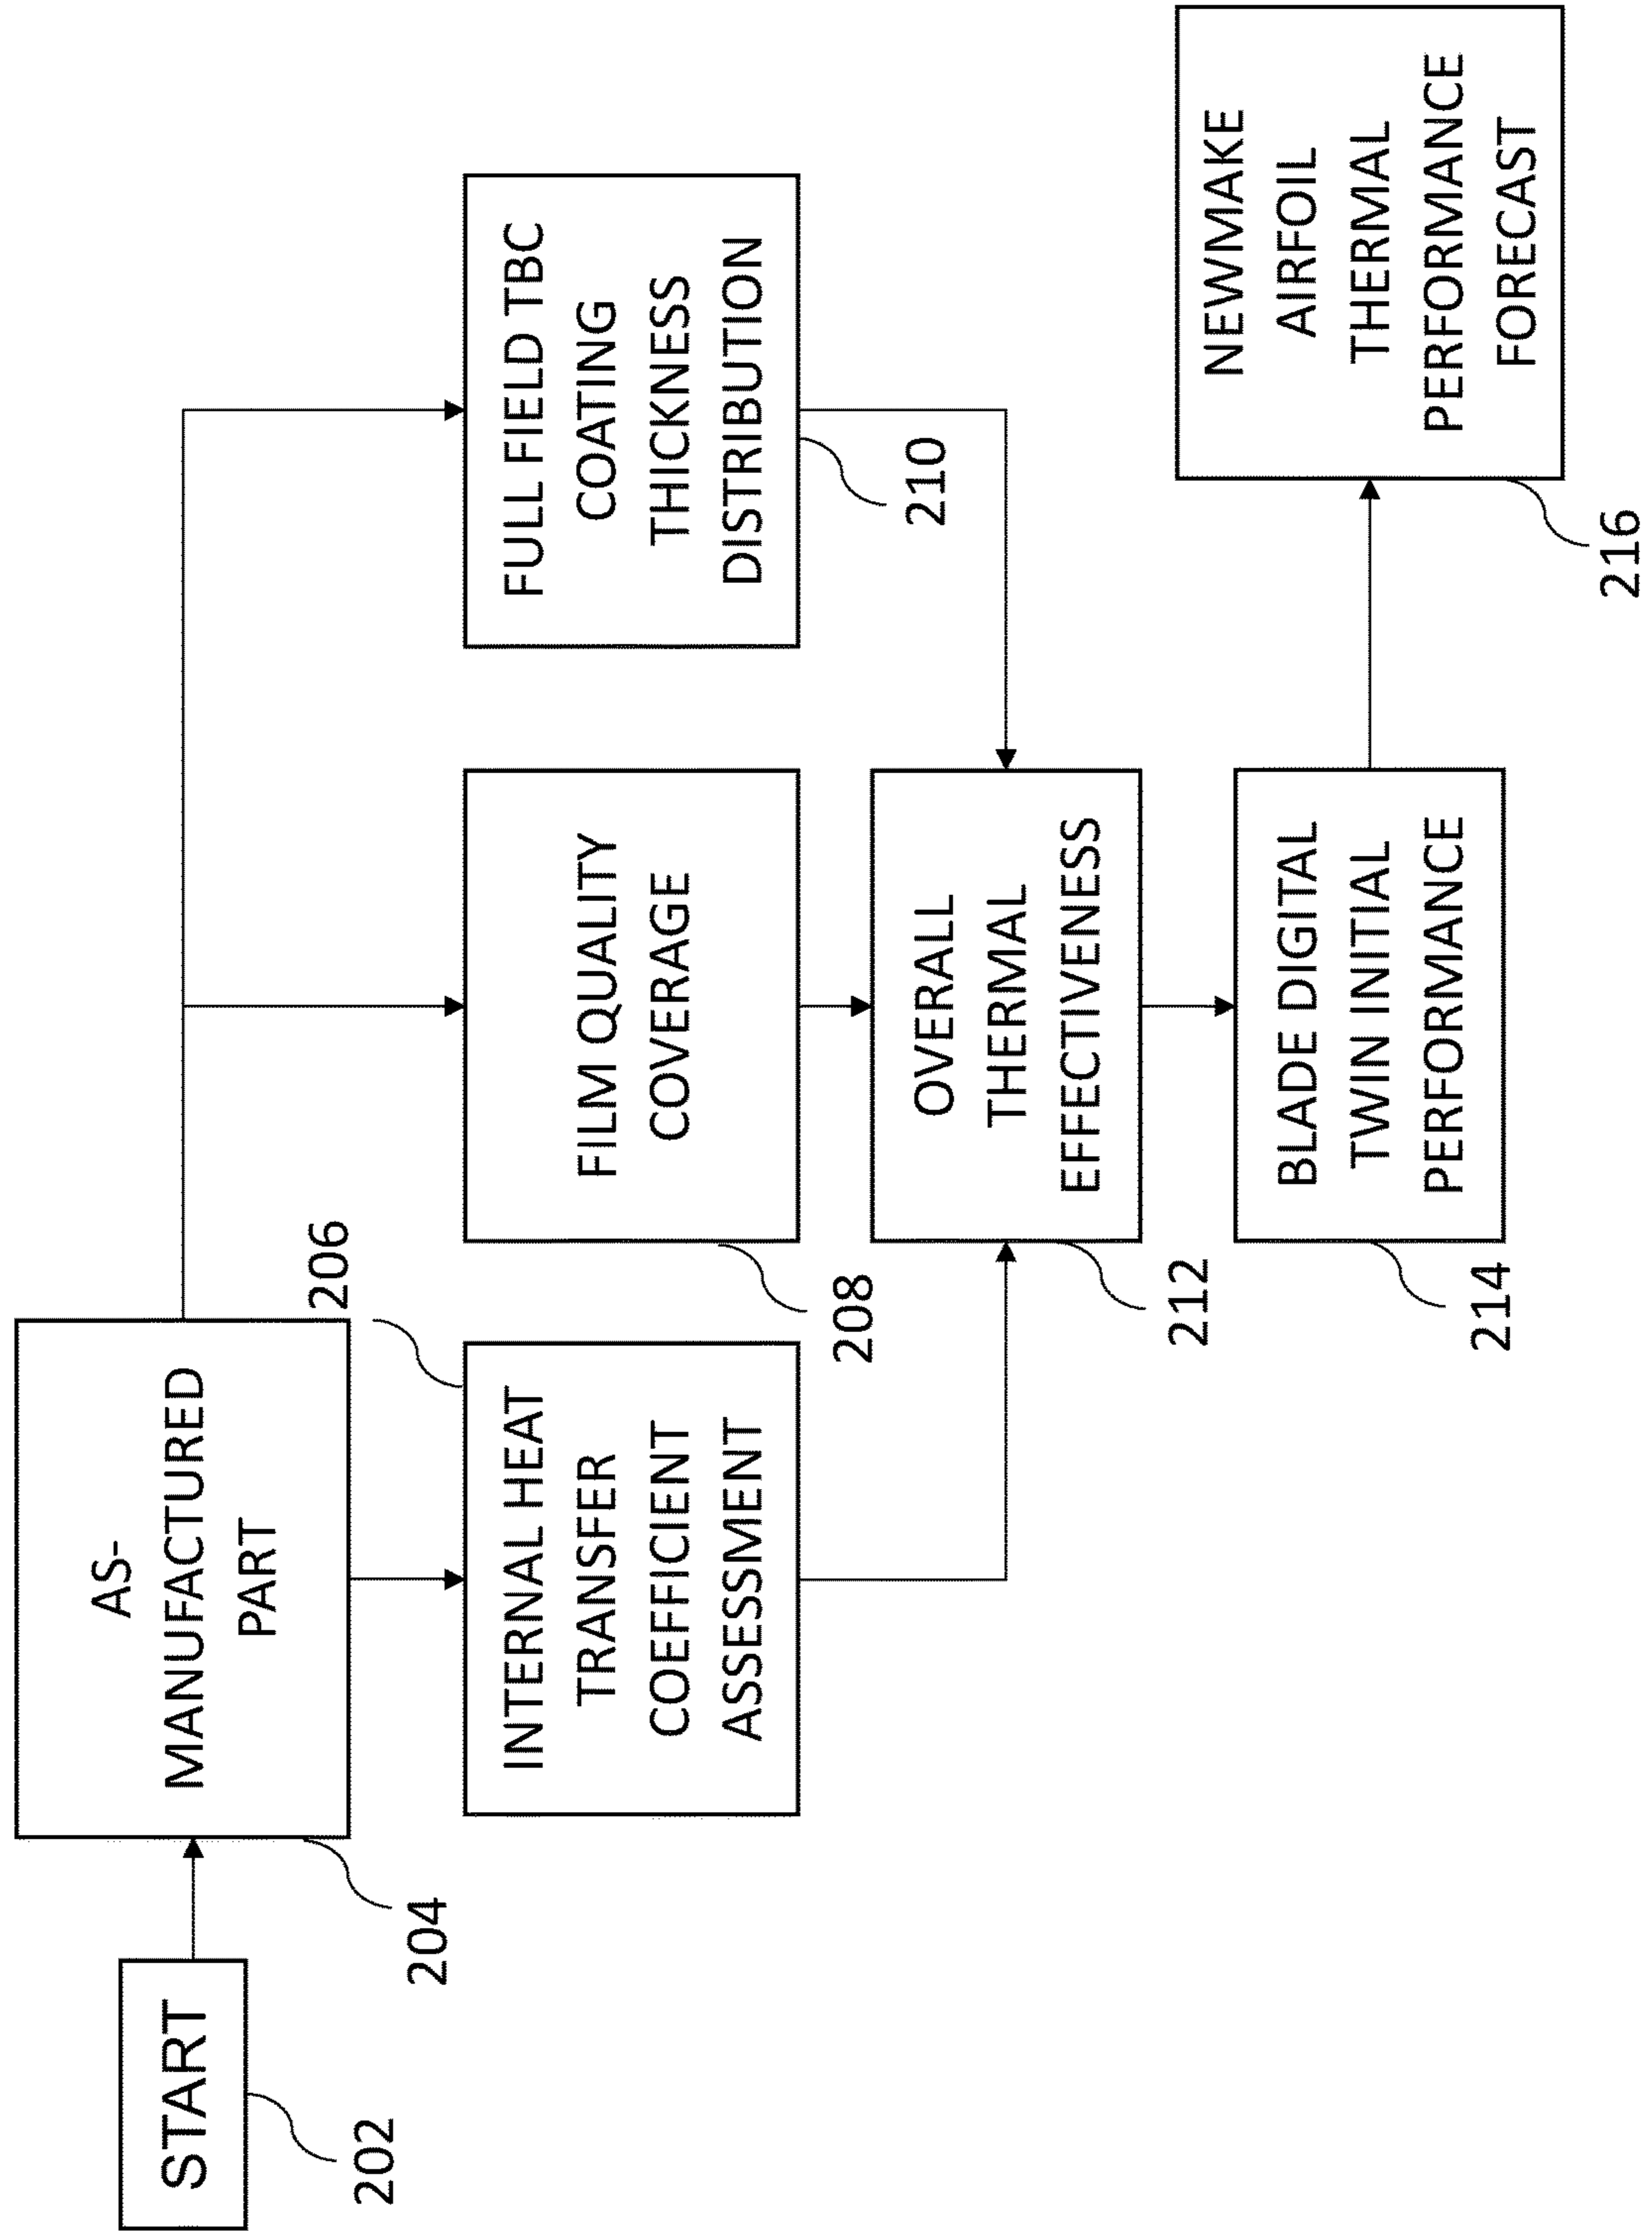 START
202
AS-
MANUFACTURED
PART
204
206
INTERNAL HEAT
TRANSFER
COEFFICIENT
ASSESSMENT
FILM QUALITY
COVERAGE
208
FULL FIELD TBC
COATING
THICKNESS
DISTRIBUTION
210
OVERALL
THERMAL
EFFECTIVENESS
212
BLADE DIGITAL
TWIN INITIAL
PERFORMANCE
214
NEWMAKE
AIRFOIL
THERMAL
PERFORMANCE
FORECAST
216